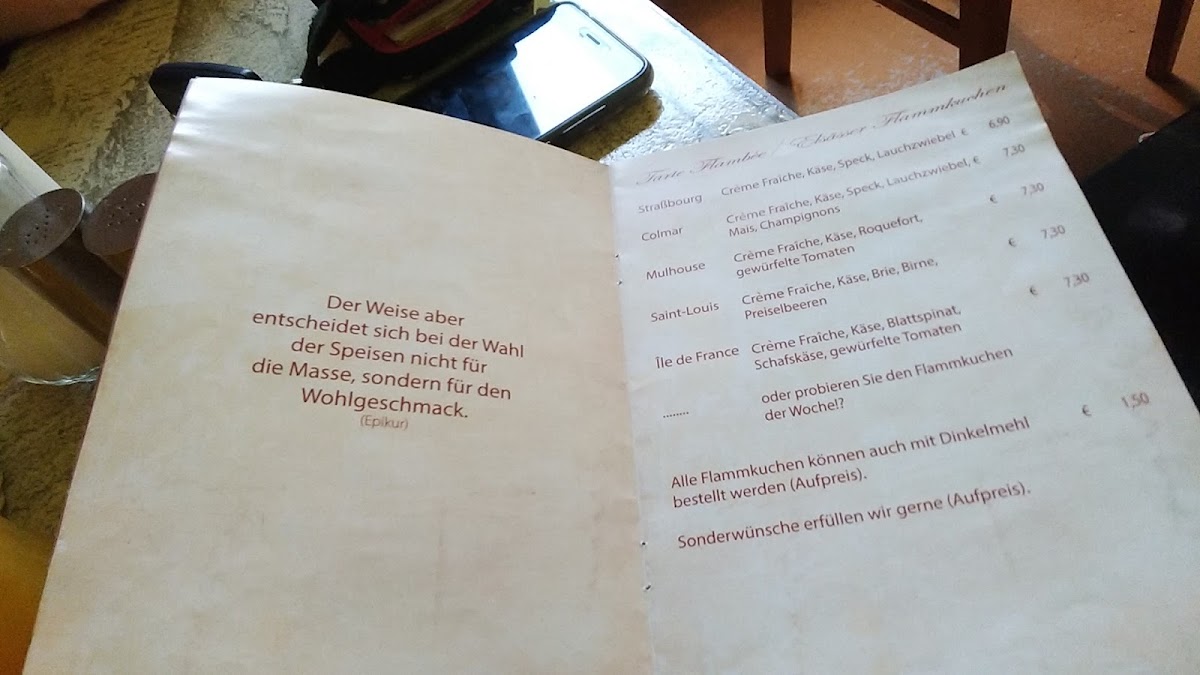 Der Weise aber
entscheidet sich bei der Wahl
der Speisen nicht für
die Masse, sondern für den
Wohlgeschmack.
(Epikur)
Tarte Flambée / Elsässer Flammkuchen
Straßbourg Crème Fraîche, Käse, Speck, Lauchzwiebel € 6,90
Colmar Crème Fraîche, Käse, Speck, Lauchzwiebel, € 7,30
Mais, Champignons
Mulhouse Crème Fraîche, Käse, Roquefort, € 7,30
gewürfelte Tomaten
Saint-Louis Crème Fraîche, Käse, Brie, Birne, € 7,30
Preiselbeeren
Île de France Crème Fraîche, Käse, Blattspinat, € 7,30
Schafskäse, gewürfelte Tomaten
........ oder probieren Sie den Flammkuchen
der Woche!?
Alle Flammkuchen können auch mit Dinkelmehl € 1,50
bestellt werden (Aufpreis).
Sonderwünsche erfüllen wir gerne (Aufpreis).